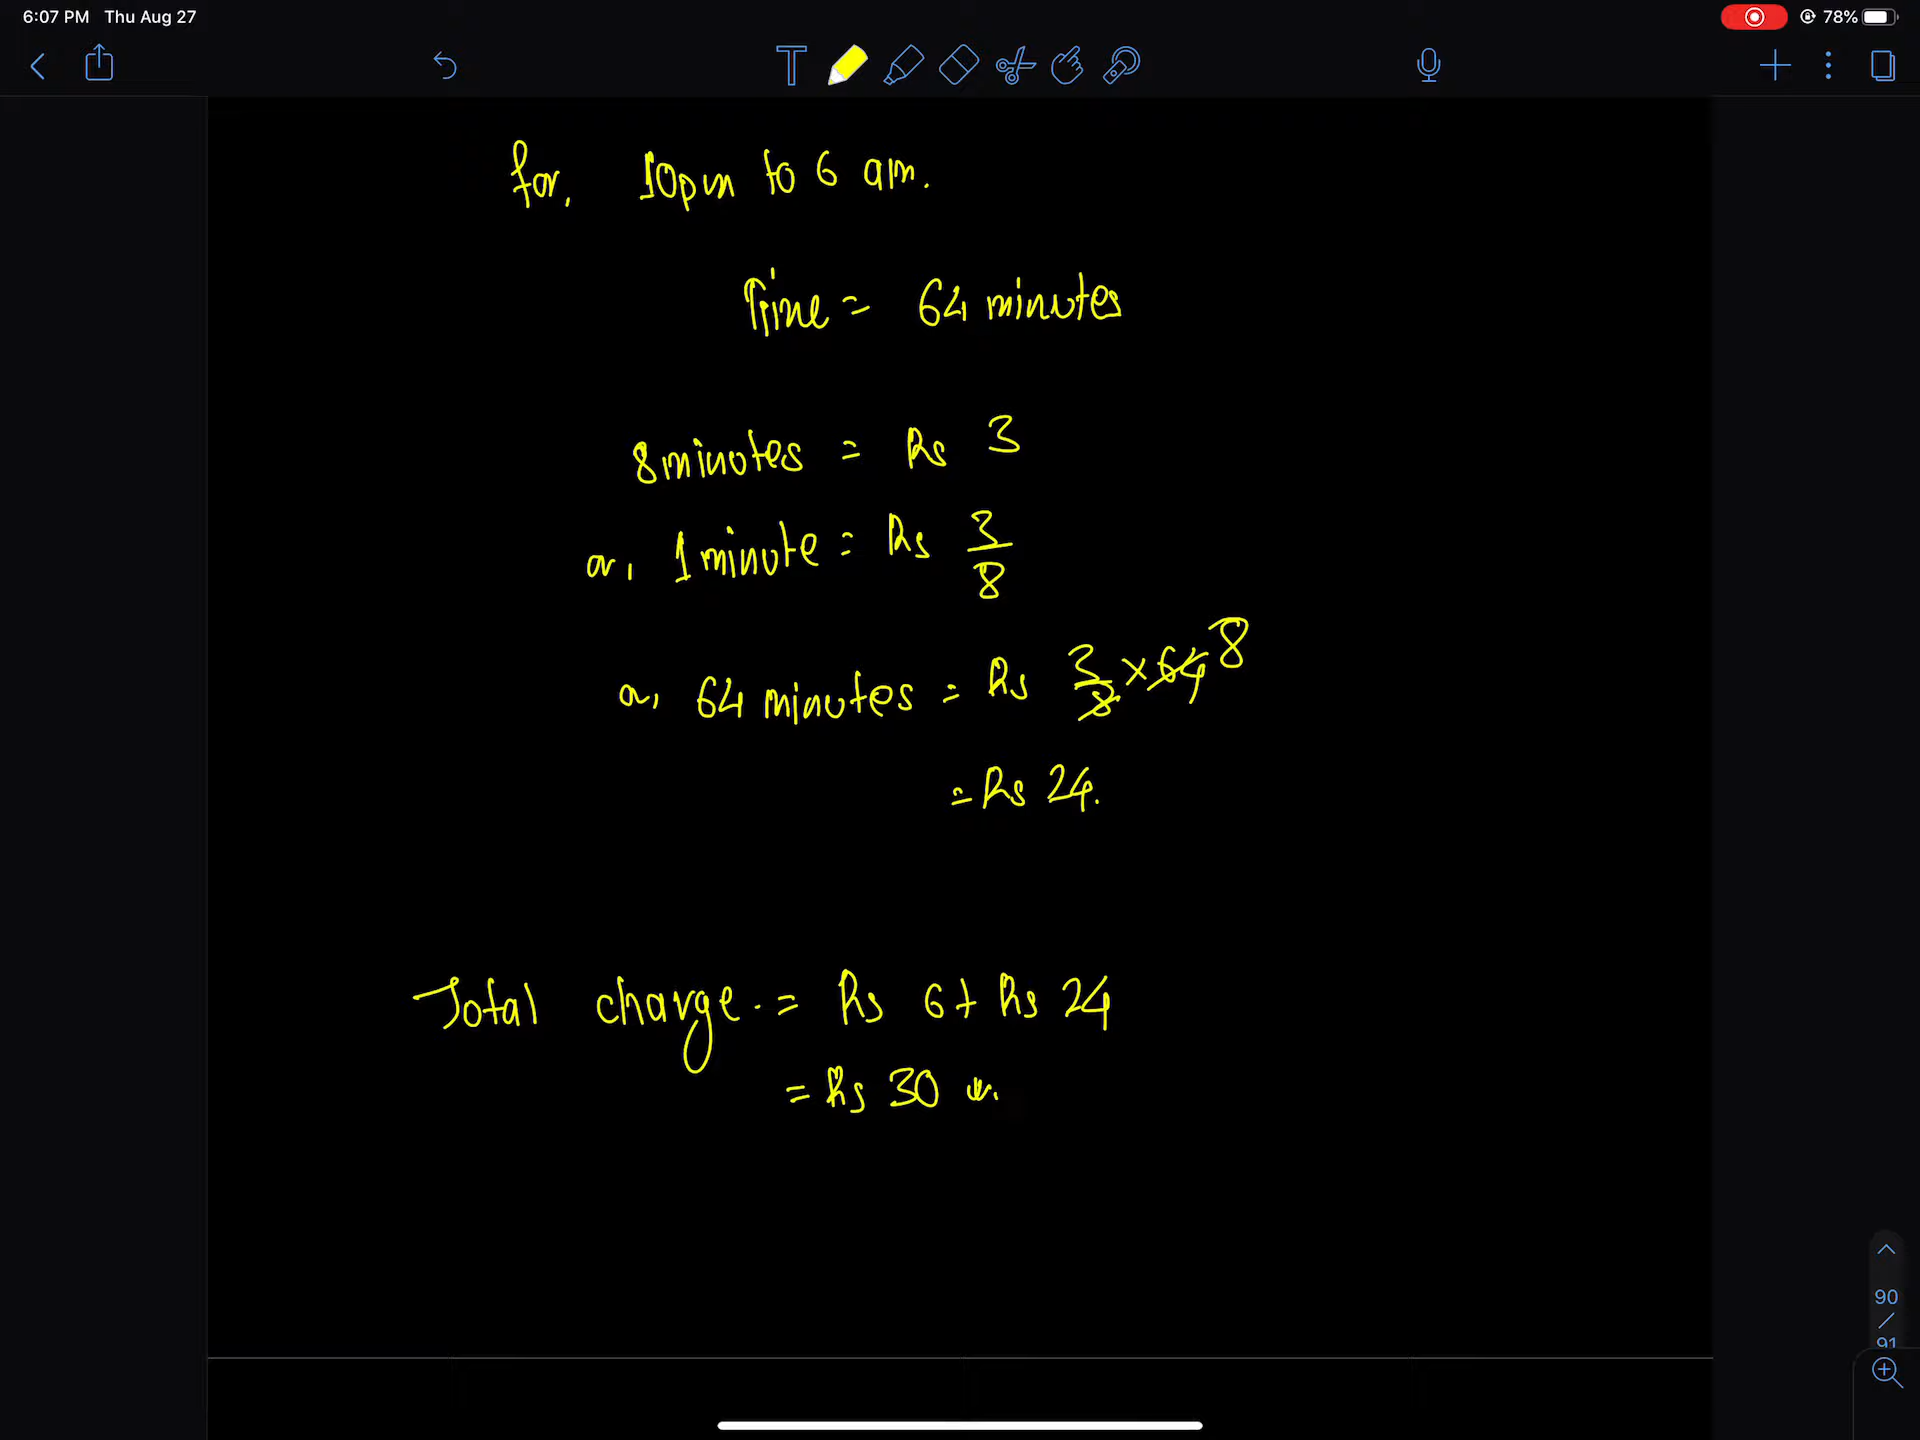 6:07 PM Thu Aug 27
78%
for, 10pm to 6 am.
Time = 64 minutes
8 minutes = Rs 3
or, 1 minute = Rs 3/8
or, 64 minutes = Rs 3/8 × 64 8
= Rs 24.
Total charge. = Rs 6 + Rs 24
= Rs 30
90
/
91